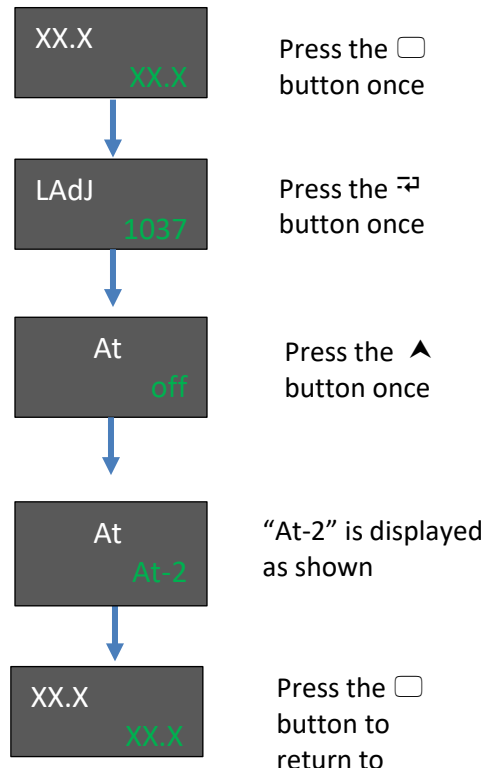 XX.X
XX.X
Press the
button once
LAdJ
1037
Press the
button once
At
off
Press the
button once
At
At-2
“At-2” is displayed
as shown
XX.X
XX.X
Press the
button to
return to